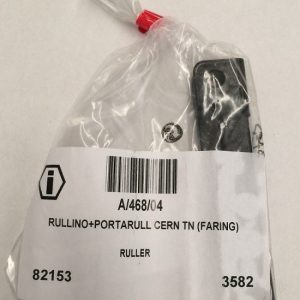 i
A/468/04
RULLINO+PORTARULL CERN TN (FARING)
RULLER
82153 3582